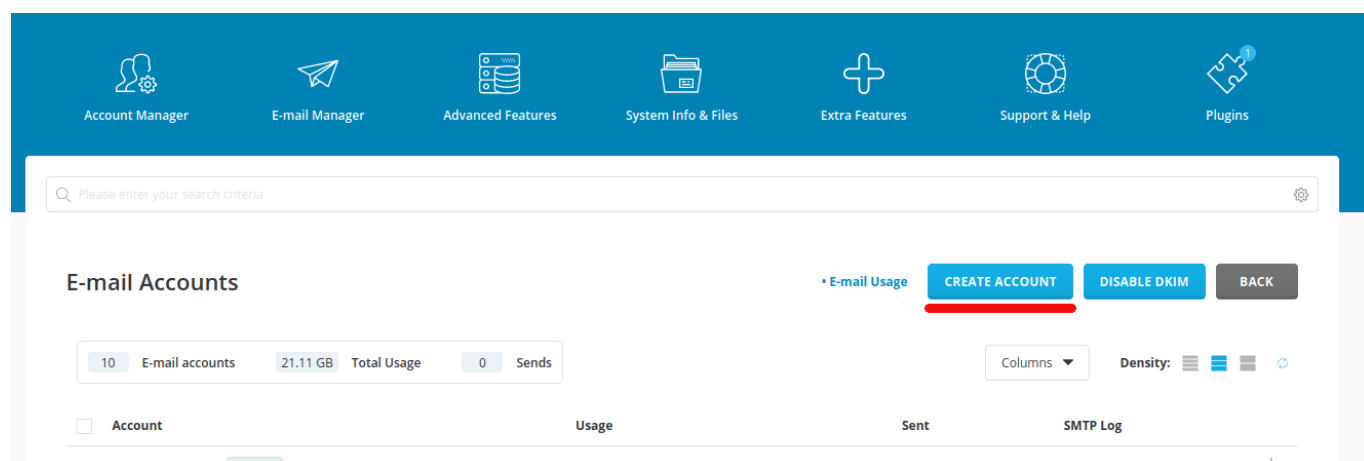 1
Account Manager E-mail Manager Advanced Features System Info & Files Extra Features Support & Help Plugins
Please enter your search criteria
E-mail Accounts • E-mail Usage CREATE ACCOUNT DISABLE DKIM BACK
10 E-mail accounts 21.11 GB Total Usage 0 Sends Columns Density:
Account Usage Sent SMTP Log